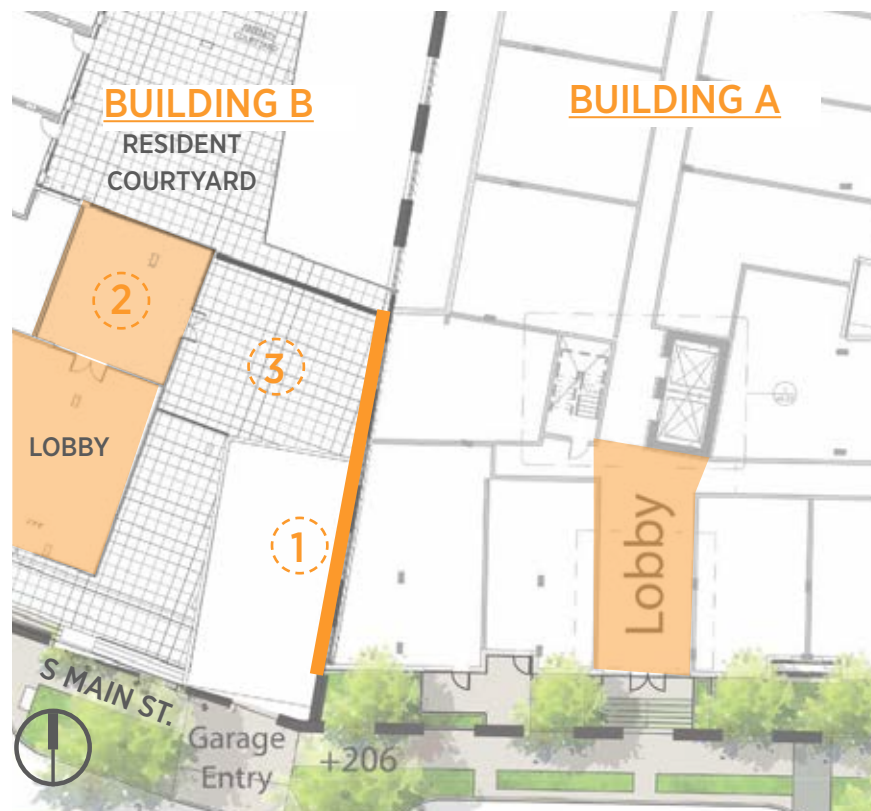 BUILDING B
BUILDING A
RESIDENT
COURTYARD
2
3
LOBBY
1
Lobby
S MAIN ST.
Garage
Entry
+206